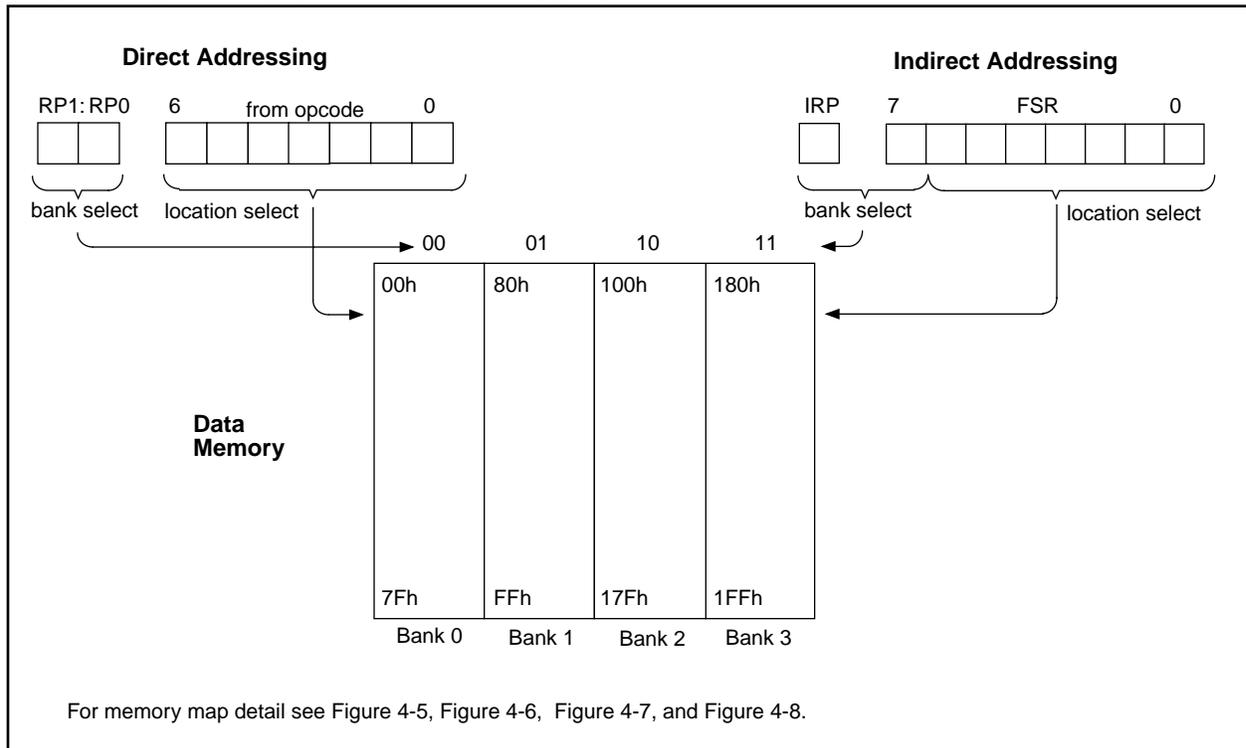 Direct Addressing
Indirect Addressing
RP1: RP0 6 from opcode 0
IRP 7 FSR 0
bank select location select
bank select location select
00 01 10 11
00h 80h 100h 180h
Data
Memory
7Fh FFh 17Fh 1FFh
Bank 0 Bank 1 Bank 2 Bank 3
For memory map detail see Figure 4-5, Figure 4-6, Figure 4-7, and Figure 4-8.